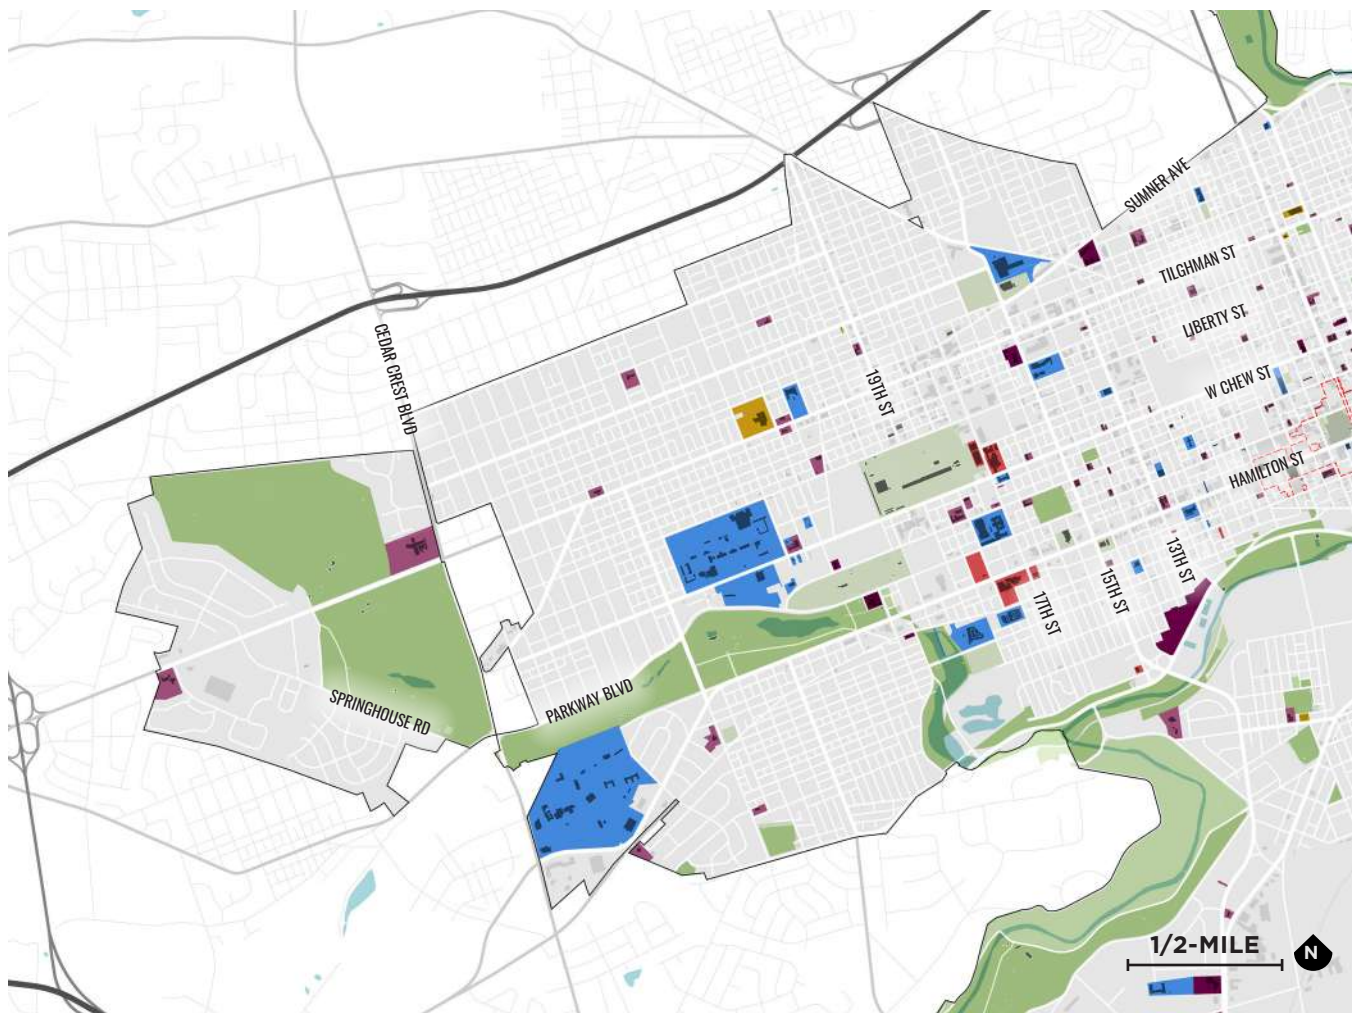 SUMNER AVE
TILGHMAN ST
LIBERTY ST
CEDAR CREST BLVD
19TH ST
W CHEW ST
HAMILTON ST
13TH ST
15TH ST
17TH ST
SPRINGHOUSE RD
PARKWAY BLVD
1/2-MILE
N